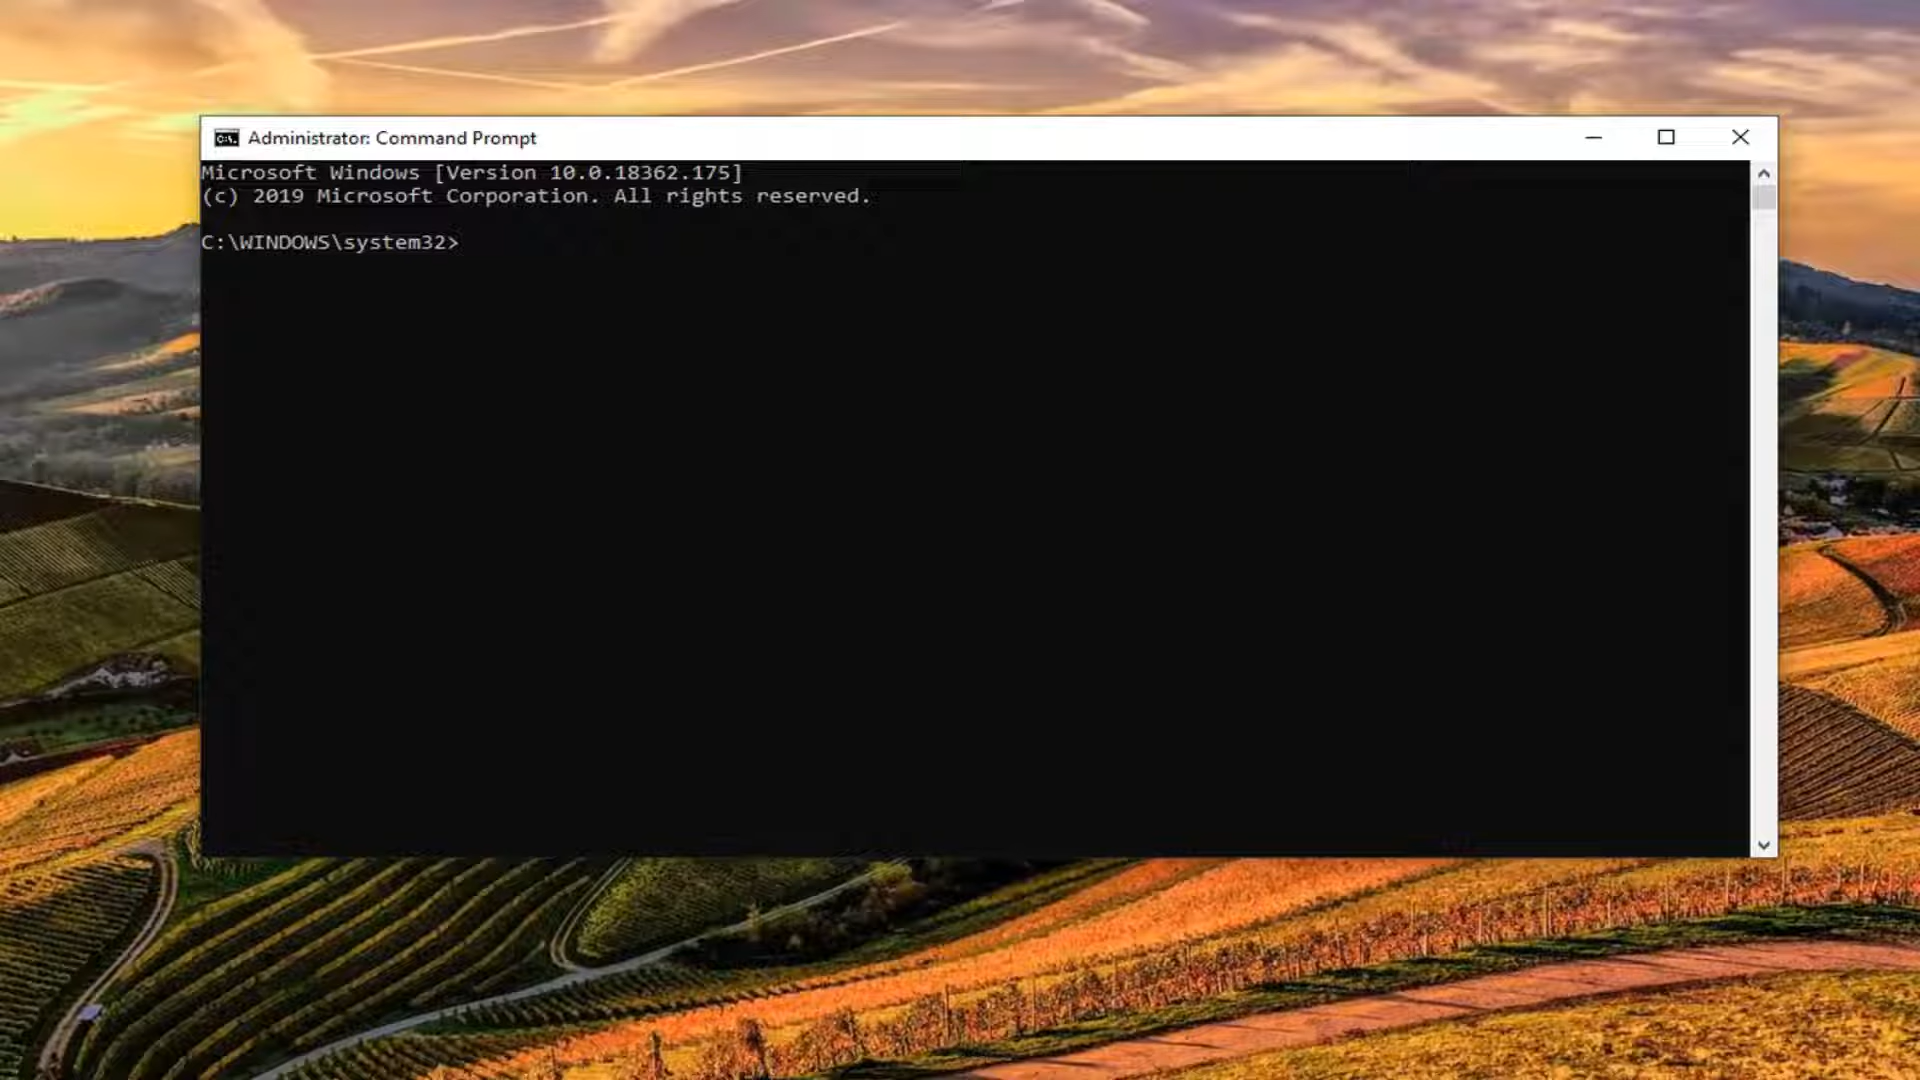 Administrator: Command Prompt
Microsoft Windows [Version 10.0.18362.175]
(c) 2019 Microsoft Corporation. All rights reserved.
C:\WINDOWS\system32>